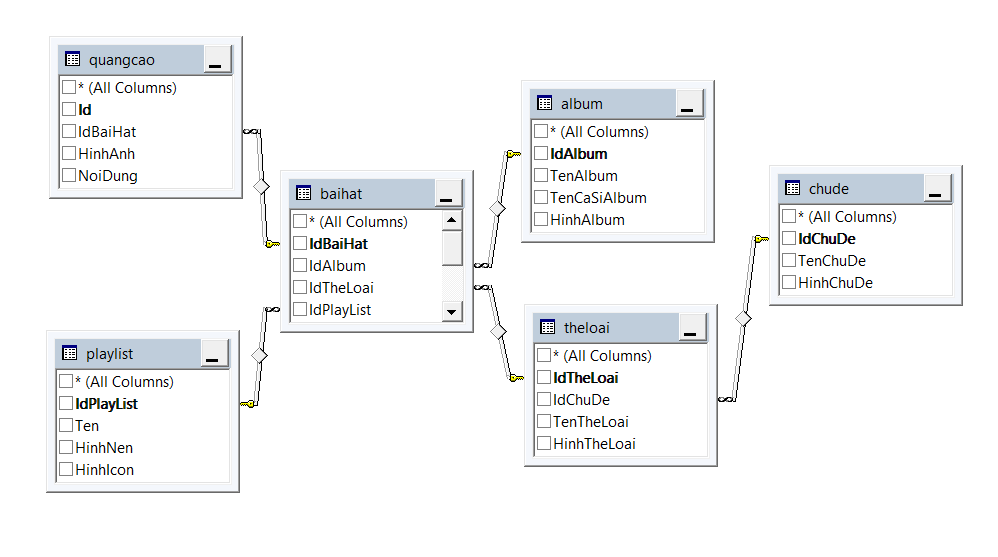 quangcao
* (All Columns)
Id
IdBaiHat
HinhAnh
NoiDung
baihat
* (All Columns)
IdBaiHat
IdAlbum
IdTheLoai
IdPlayList
playlist
* (All Columns)
IdPlayList
Ten
HinhNen
HinhIcon
album
* (All Columns)
IdAlbum
TenAlbum
TenCaSiAlbum
HinhAlbum
theloai
* (All Columns)
IdTheLoai
IdChuDe
TenTheLoai
HinhTheLoai
chude
* (All Columns)
IdChuDe
TenChuDe
HinhChuDe